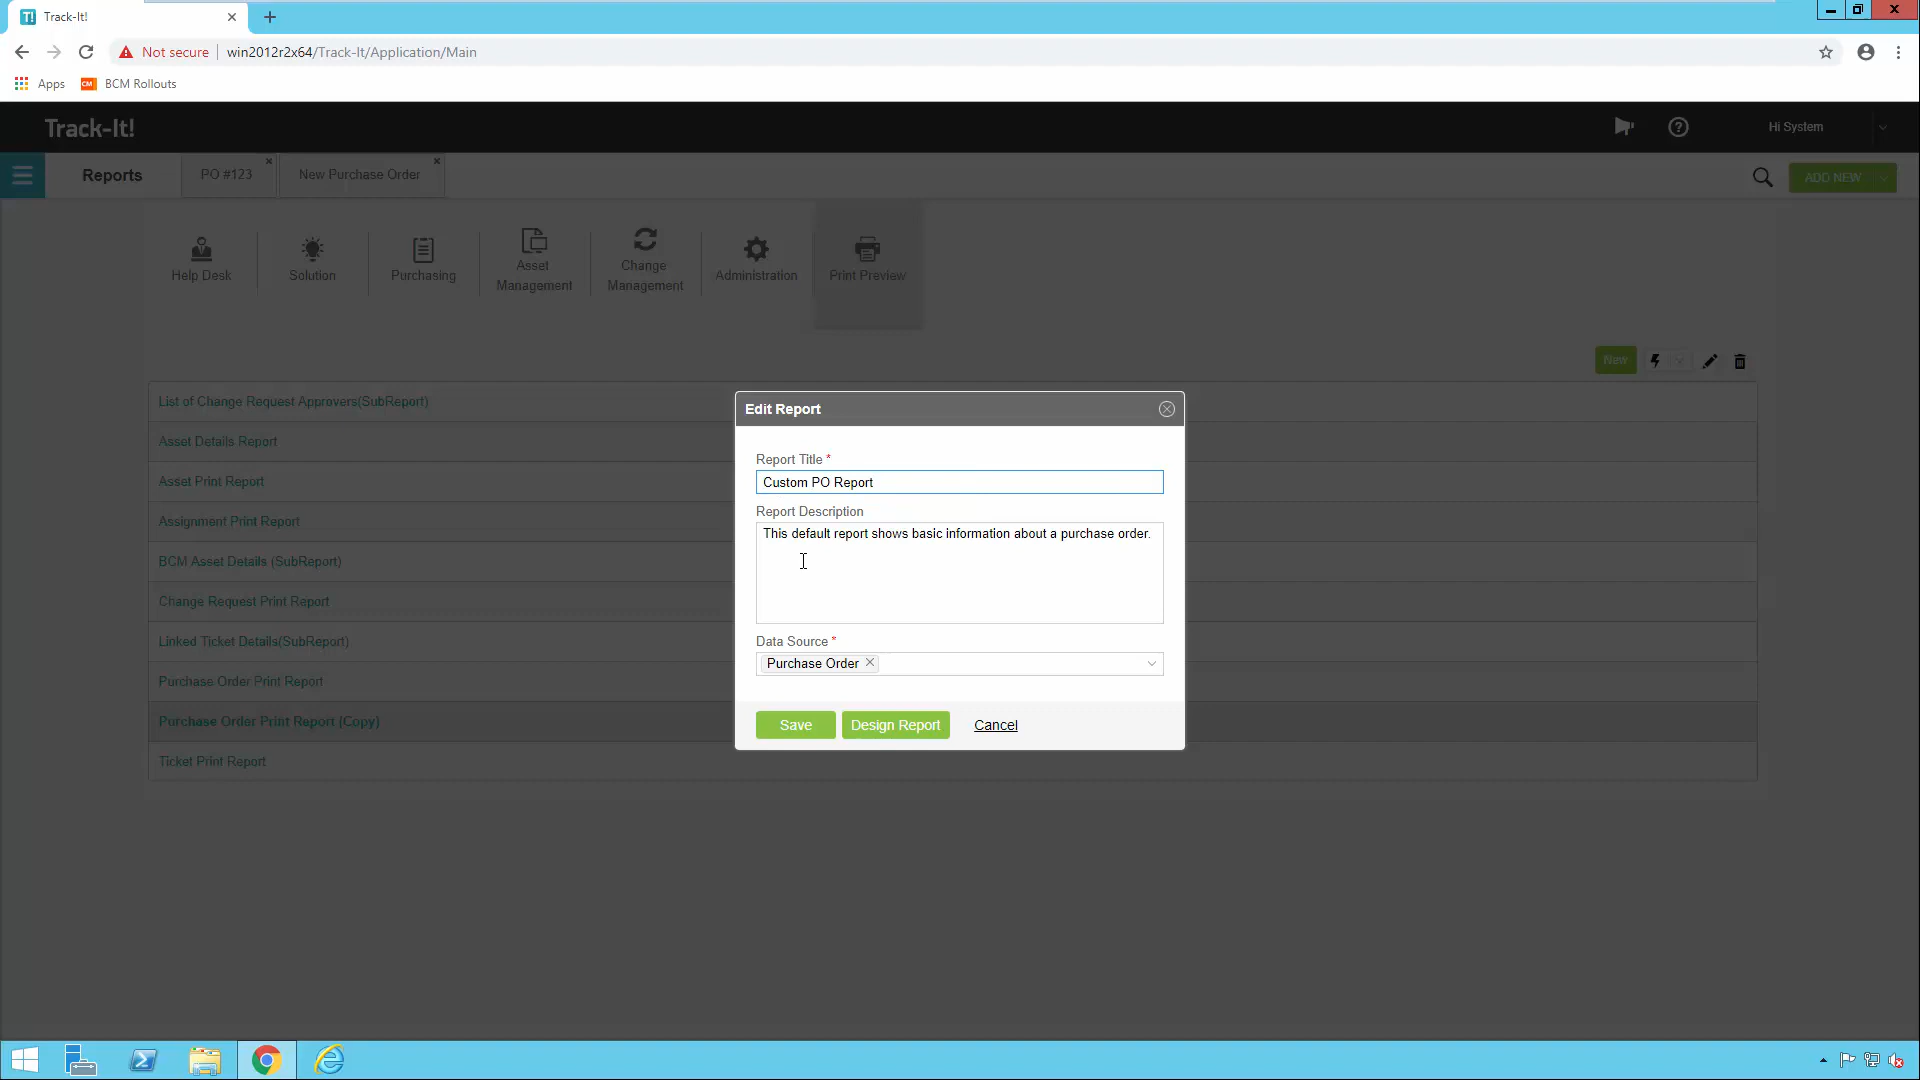 Track-It!
Not secure
win2012r2x64/Track-It/Application/Main
Apps
BCM Rollouts
Track-It!
Hi System
Reports
PO #123
New Purchase Order
ADD NEW
Help Desk
Solution
Purchasing
Asset
Management
Change
Management
Administration
Print Preview
New
List of Change Request Approvers(SubReport)
Asset Details Report
Asset Print Report
Assignment Print Report
BCM Asset Details (SubReport)
Change Request Print Report
Linked Ticket Details(SubReport)
Purchase Order Print Report
Purchase Order Print Report (Copy)
Ticket Print Report
Edit Report
Report Title *
Custom PO Report
Report Description
This default report shows basic information about a purchase order.
Data Source *
Purchase Order
Save
Design Report
Cancel